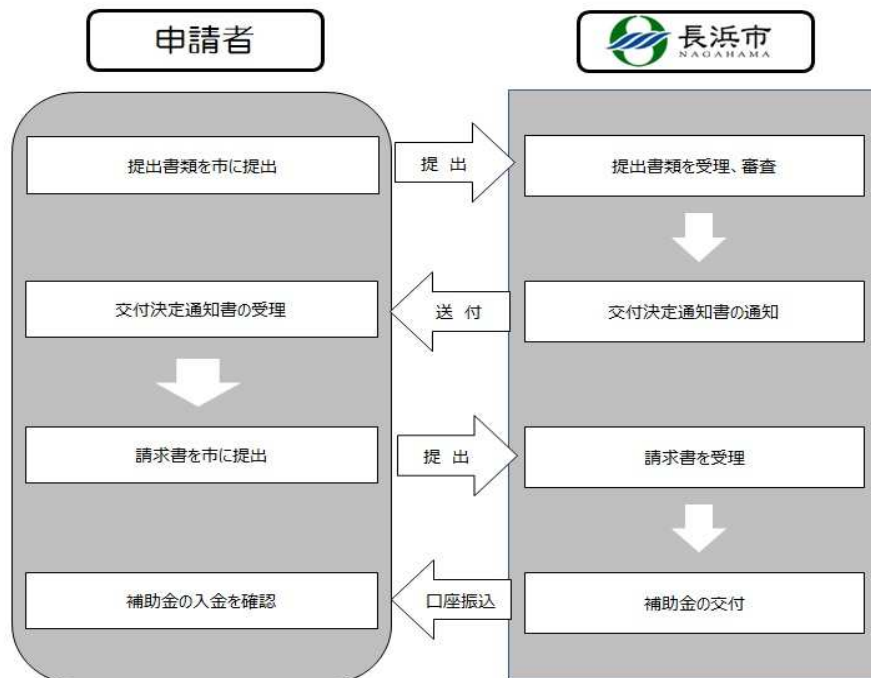 申請者
長浜市
NAGAHAMA
提出書類を市に提出
提 出
提出書類を受理、審査
交付決定通知書の受理
送 付
交付決定通知書の通知
請求書を市に提出
提 出
請求書を受理
補助金の入金を確認
口座振込
補助金の交付